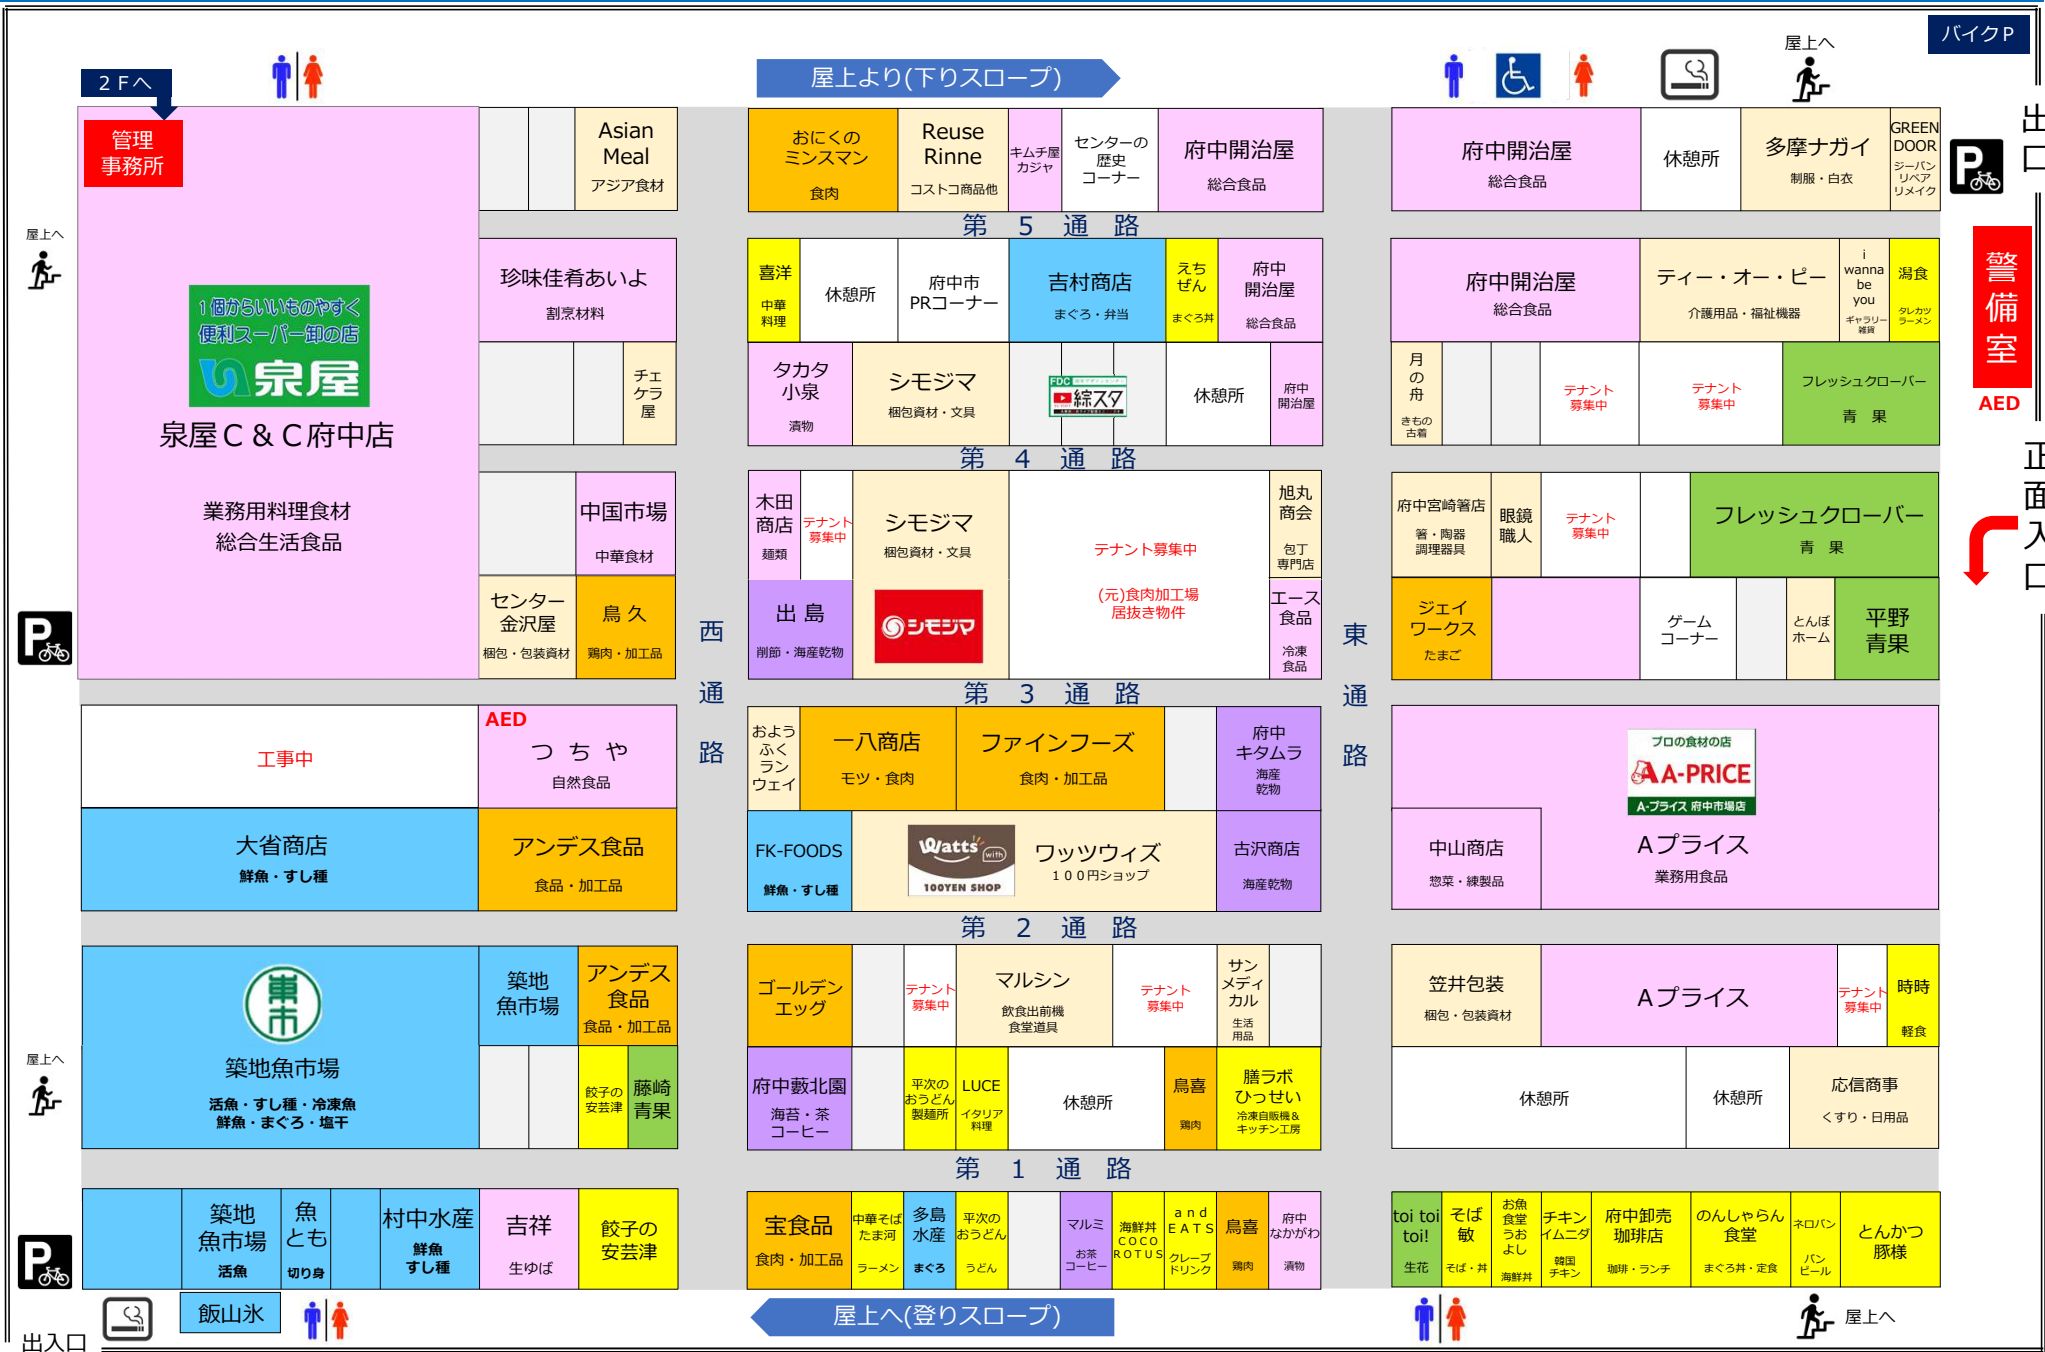 バイクP
2Fへ
屋上より(下りスロープ)
屋上へ
出口
管理
事務所
Asian
Meal
アジア食材
おにくの
ミンスマン
食肉
Reuse
Rinne
コストコ商品他
キムチ屋
カジヤ
センターの
歴史
コーナー
府中開治屋
総合食品
府中開治屋
総合食品
休憩所
多摩ナガイ
制服・白衣
GREEN
DOOR
ジーパン
リペア
リメイク
P
第5通路
屋上へ
1個からいいものやすく
便利スーパー卸の店
泉屋
泉屋C&C府中店
業務用料理食材
総合生活食品
珍味佳肴あいよ
割烹材料
喜洋
中華
料理
休憩所
府中市
PRコーナー
吉村商店
まぐろ・弁当
えち
ぜん
まぐろ丼
府中
開治屋
総合食品
府中開治屋
総合食品
ティー・オー・ピー
介護用品・福祉機器
i
wanna
be
you
ギャラリー
雑貨
潟食
タレカツ
ラーメン
警備室
AED
チェ
ケラ
屋
タカタ
小泉
漬物
シモジマ
梱包資材・文具
FDC
綜スタ
休憩所
府中
開治屋
月の舟
きもの
古着
テナント
募集中
テナント
募集中
フレッシュクローバー
青 果
第4通路
正面入口
中国市場
中華食材
木田
商店
麺類
テナント
募集中
シモジマ
梱包資材・文具
テナント募集中
(元)食肉加工場
居抜き物件
旭丸
商会
包丁
専門店
府中宮崎箸店
箸・陶器
調理器具
眼鏡
職人
テナント
募集中
フレッシュクローバー
青 果
P
センター
金沢屋
梱包・包装資材
鳥久
鶏肉・加工品
西通路
出島
削節・海産乾物
シモジマ
エース
食品
冷凍
食品
東通路
ジェイ
ワークス
たまご
ゲーム
コーナー
とんぼ
ホーム
平野
青果
第3通路
工事中
AED
つちや
自然食品
およう
ふく
ラン
ウェイ
一八商店
モツ・食肉
ファインフーズ
食肉・加工品
府中
キタムラ
海産
乾物
プロの食材の店
A-PRICE
A-プライス 府中市場店
Aプライス
業務用食品
大省商店
鮮魚・すし種
アンデス食品
食品・加工品
FK-FOODS
鮮魚・すし種
Watts with
100YEN SHOP
ワッツウィズ
100円ショップ
古沢商店
海産乾物
中山商店
惣菜・練製品
第2通路
東市
築地魚市場
活魚・すし種・冷凍魚
鮮魚・まぐろ・塩干
築地
魚市場
アンデス
食品
食品・加工品
ゴールデン
エッグ
テナント
募集中
マルシン
飲食出前機
食堂道具
テナント
募集中
サン
メディ
カル
生活
用品
笠井包装
梱包・包装資材
Aプライス
テナント
募集中
時時
軽食
屋上へ
餃子の
安芸津
藤崎
青果
府中藪北園
海苔・茶
コーヒー
平次の
おうどん
製麺所
LUCE
イタリア
料理
休憩所
鳥喜
鶏肉
膳ラボ
ひっせい
冷凍自販機&
キッチン工房
休憩所
休憩所
応信商事
くすり・日用品
第1通路
P
築地
魚市場
活魚
魚
とも
切り身
村中水産
鮮魚
すし種
吉祥
生ゆば
餃子の
安芸津
宝食品
食肉・加工品
中華そば
たま河
ラーメン
多島
水産
まぐろ
平次の
おうどん
うどん
マルミ
お茶
コーヒー
海鮮丼
COCO
ROTUS
and
EATS
クレープ
ドリンク
鳥喜
鶏肉
府中
なかがわ
漬物
toi toi
toi!
生花
そば
敏
そば・丼
お魚
食堂
うお
よし
海鮮丼
チキン
イムニダ
韓国
チキン
府中卸売
珈琲店
珈琲・ランチ
のんしゃらん
食堂
まぐろ丼・定食
ネロパン
パン
ビール
とんかつ
豚様
飯山氷
屋上へ(登りスロープ)
屋上へ
出入口